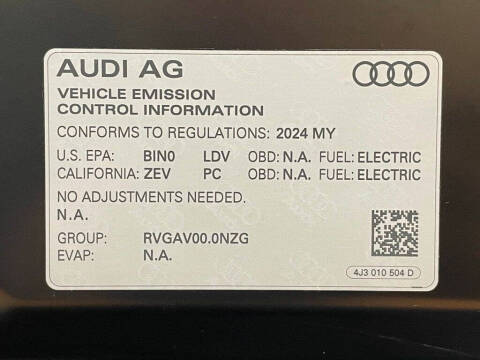 AUDI AG
VEHICLE EMISSION
CONTROL INFORMATION
CONFORMS TO REGULATIONS: 2024 MY
U.S. EPA: BIN0 LDV OBD: N.A. FUEL: ELECTRIC
CALIFORNIA: ZEV PC OBD: N.A. FUEL: ELECTRIC
NO ADJUSTMENTS NEEDED.
N.A.
GROUP: RVGAV00.0NZG
EVAP: N.A.
4J3 010 504 D